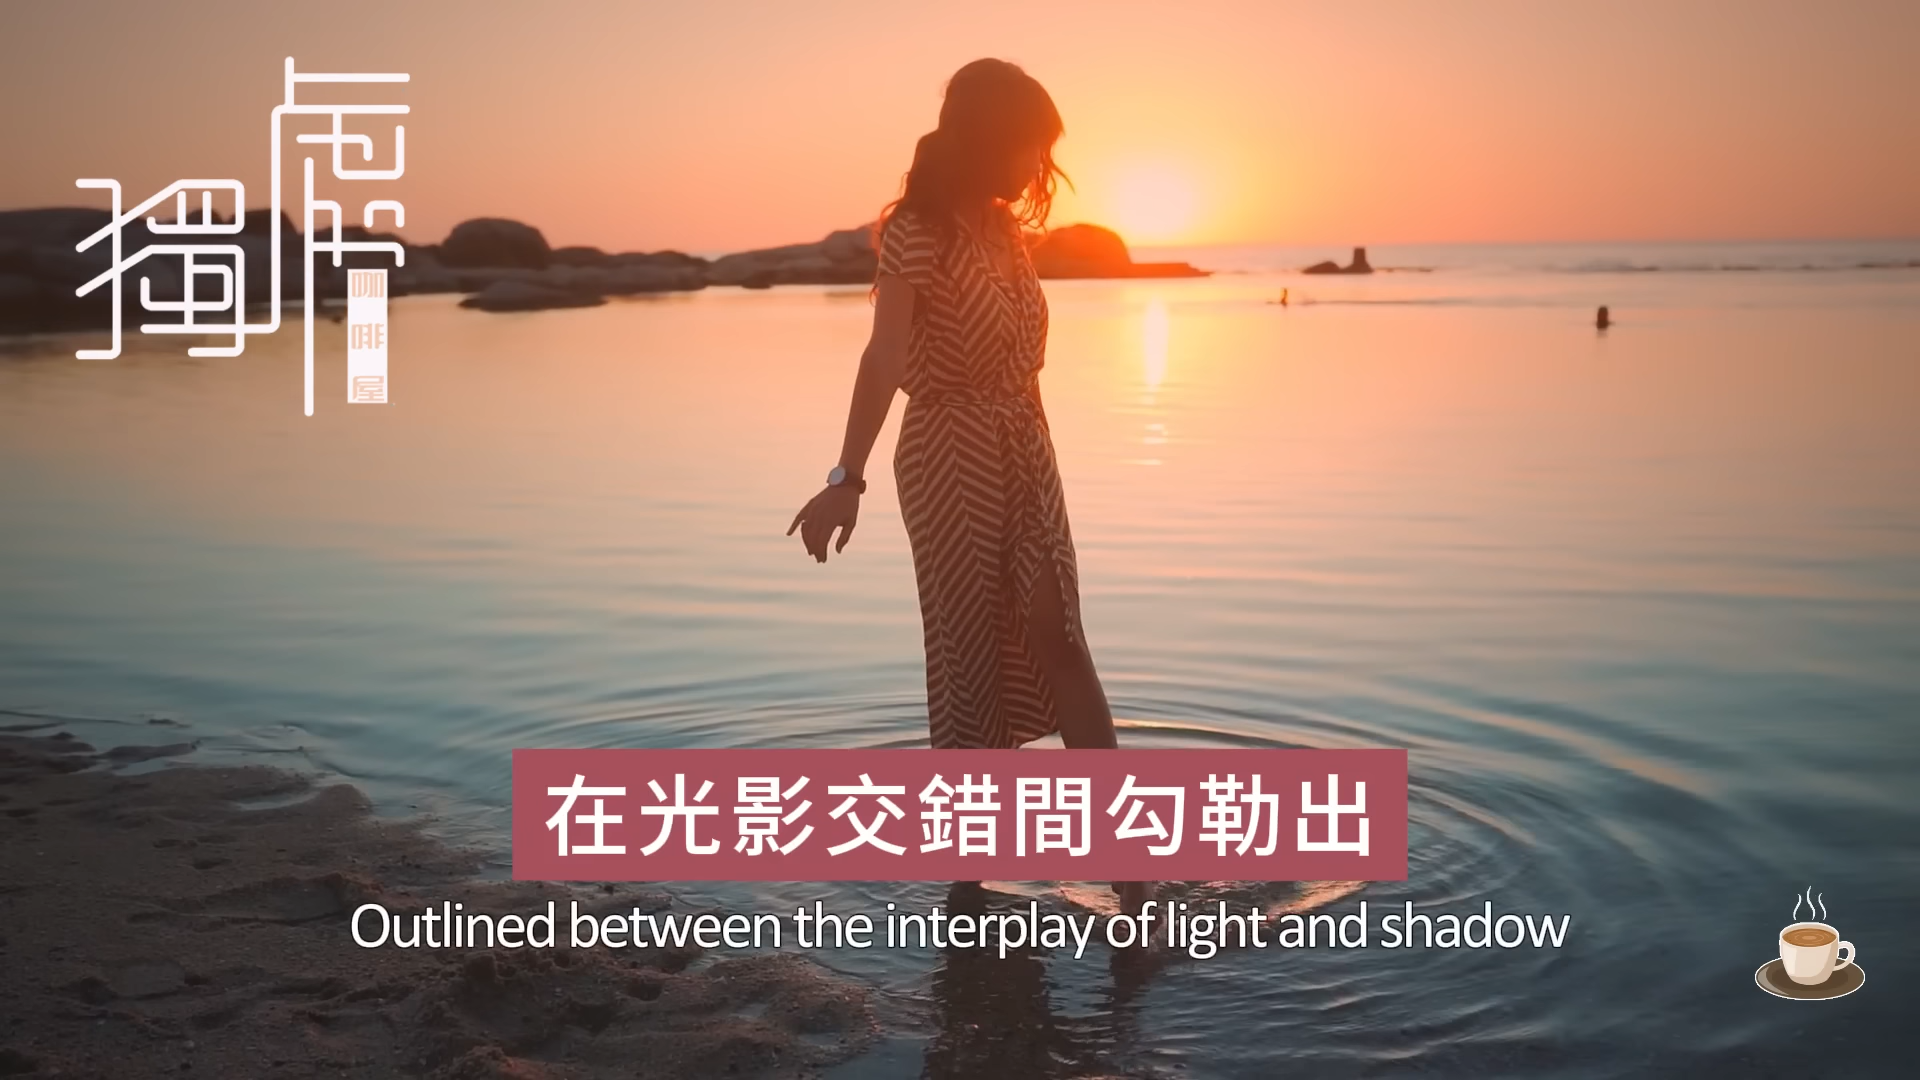 獨處
咖啡屋
在光影交錯間勾勒出
Outlined between the interplay of light and shadow